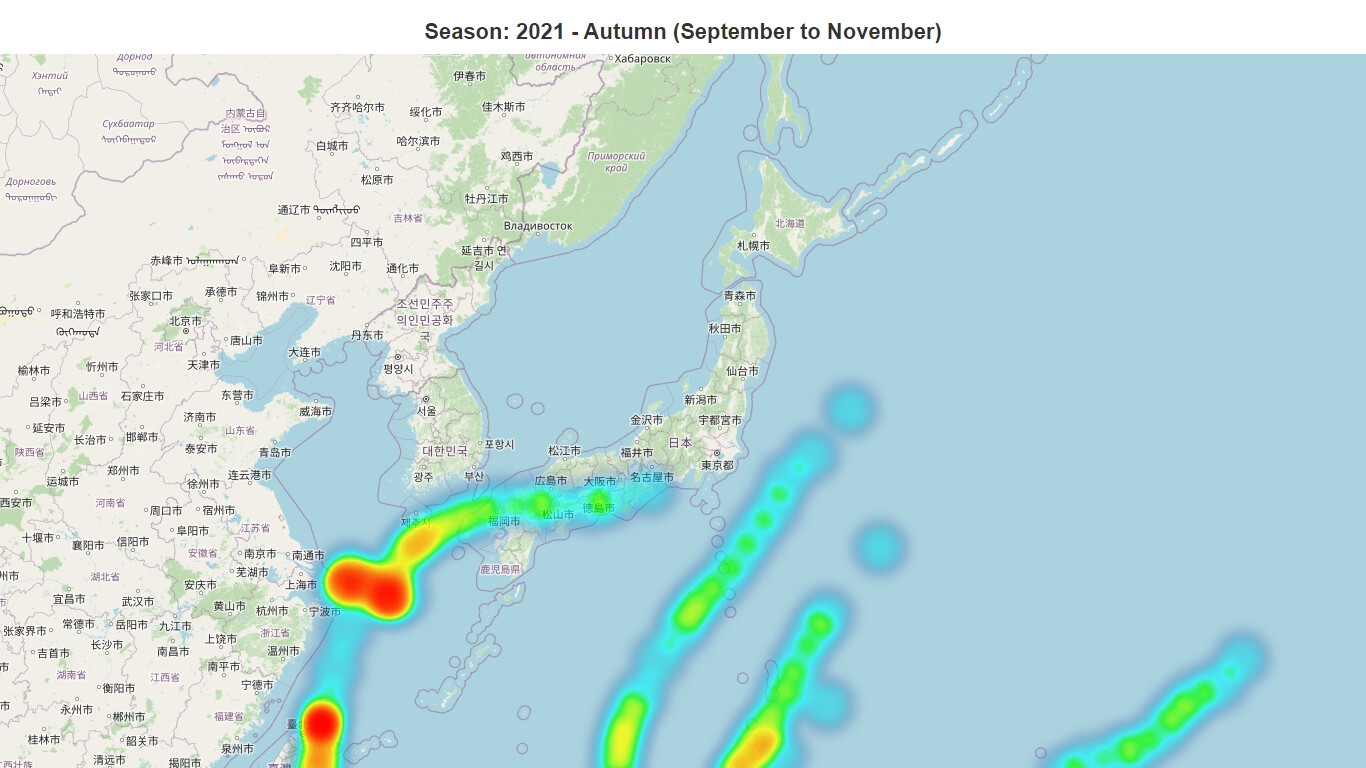 Season: 2021 - Autumn (September to November)
Дорнод
автономная
область
Хабаровск
Хэнтий
伊春市
齐齐哈尔市
绥化市
佳木斯市
内蒙古自
治区
Сүхбаатар
哈尔滨市
白城市
鸡西市
Приморский
край
松原市
Дорноговь
牡丹江市
通辽市
吉林省
Владивосток
北海道
四平市
札幌市
延吉市 연
길시
赤峰市
阜新市
沈阳市
通化市
张家口市
承德市
锦州市
辽宁省
조선민주주
의인민공화
국
青森市
呼和浩特市
北京市
秋田市
丹东市
唐山市
河北省
大连市
天津市
忻州市
榆林市
평양시
仙台市
山西省
石家庄市
东营市
吕梁市
威海市
서울
新潟市
济南市
金沢市
宇都宮市
延安市
长治市
邯郸市
山东省
포항시
日本
泰安市
대한민국
松江市
福井市
陕西省
青岛市
東京都
郑州市
连云港市
광주
부산
広島市
大阪市
名古屋市
运城市
徐州市
西安市
河南省
周口市
宿州市
徳島市
松山市
제주시
福岡市
江苏省
阜阳市
十堰市
襄阳市
信阳市
安徽省
南京市
南通市
鹿児島県
芜湖市
湖北省
安庆市
上海市
宜昌市
武汉市
黄山市
杭州市
宁波市
常德市
岳阳市
九江市
张家界市
浙江省
上饶市
长沙市
吉首市
南昌市
温州市
南平市
湖南省
江西省
宁德市
衡阳市
永州市
郴州市
福建省
桂林市
韶关市
泉州市
清远市
揭阳市